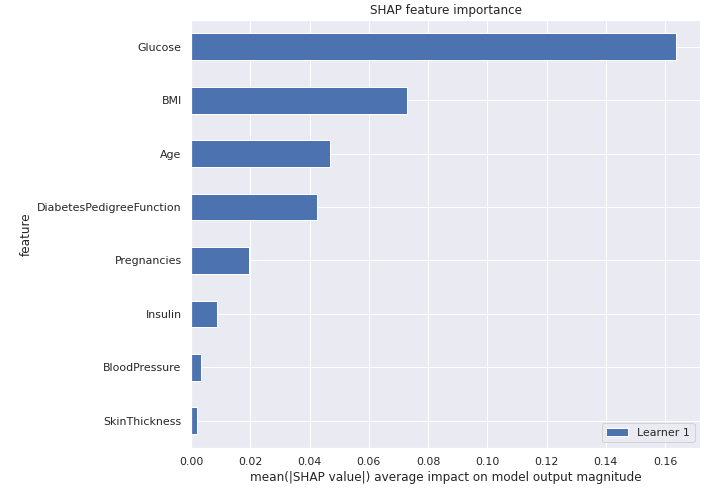 SHAP feature importance
Glucose
BMI
Age
DiabetesPedigreeFunction
Pregnancies
Insulin
BloodPressure
SkinThickness
feature
Learner 1
0.00 0.02 0.04 0.06 0.08 0.10 0.12 0.14 0.16
mean(|SHAP value|) average impact on model output magnitude